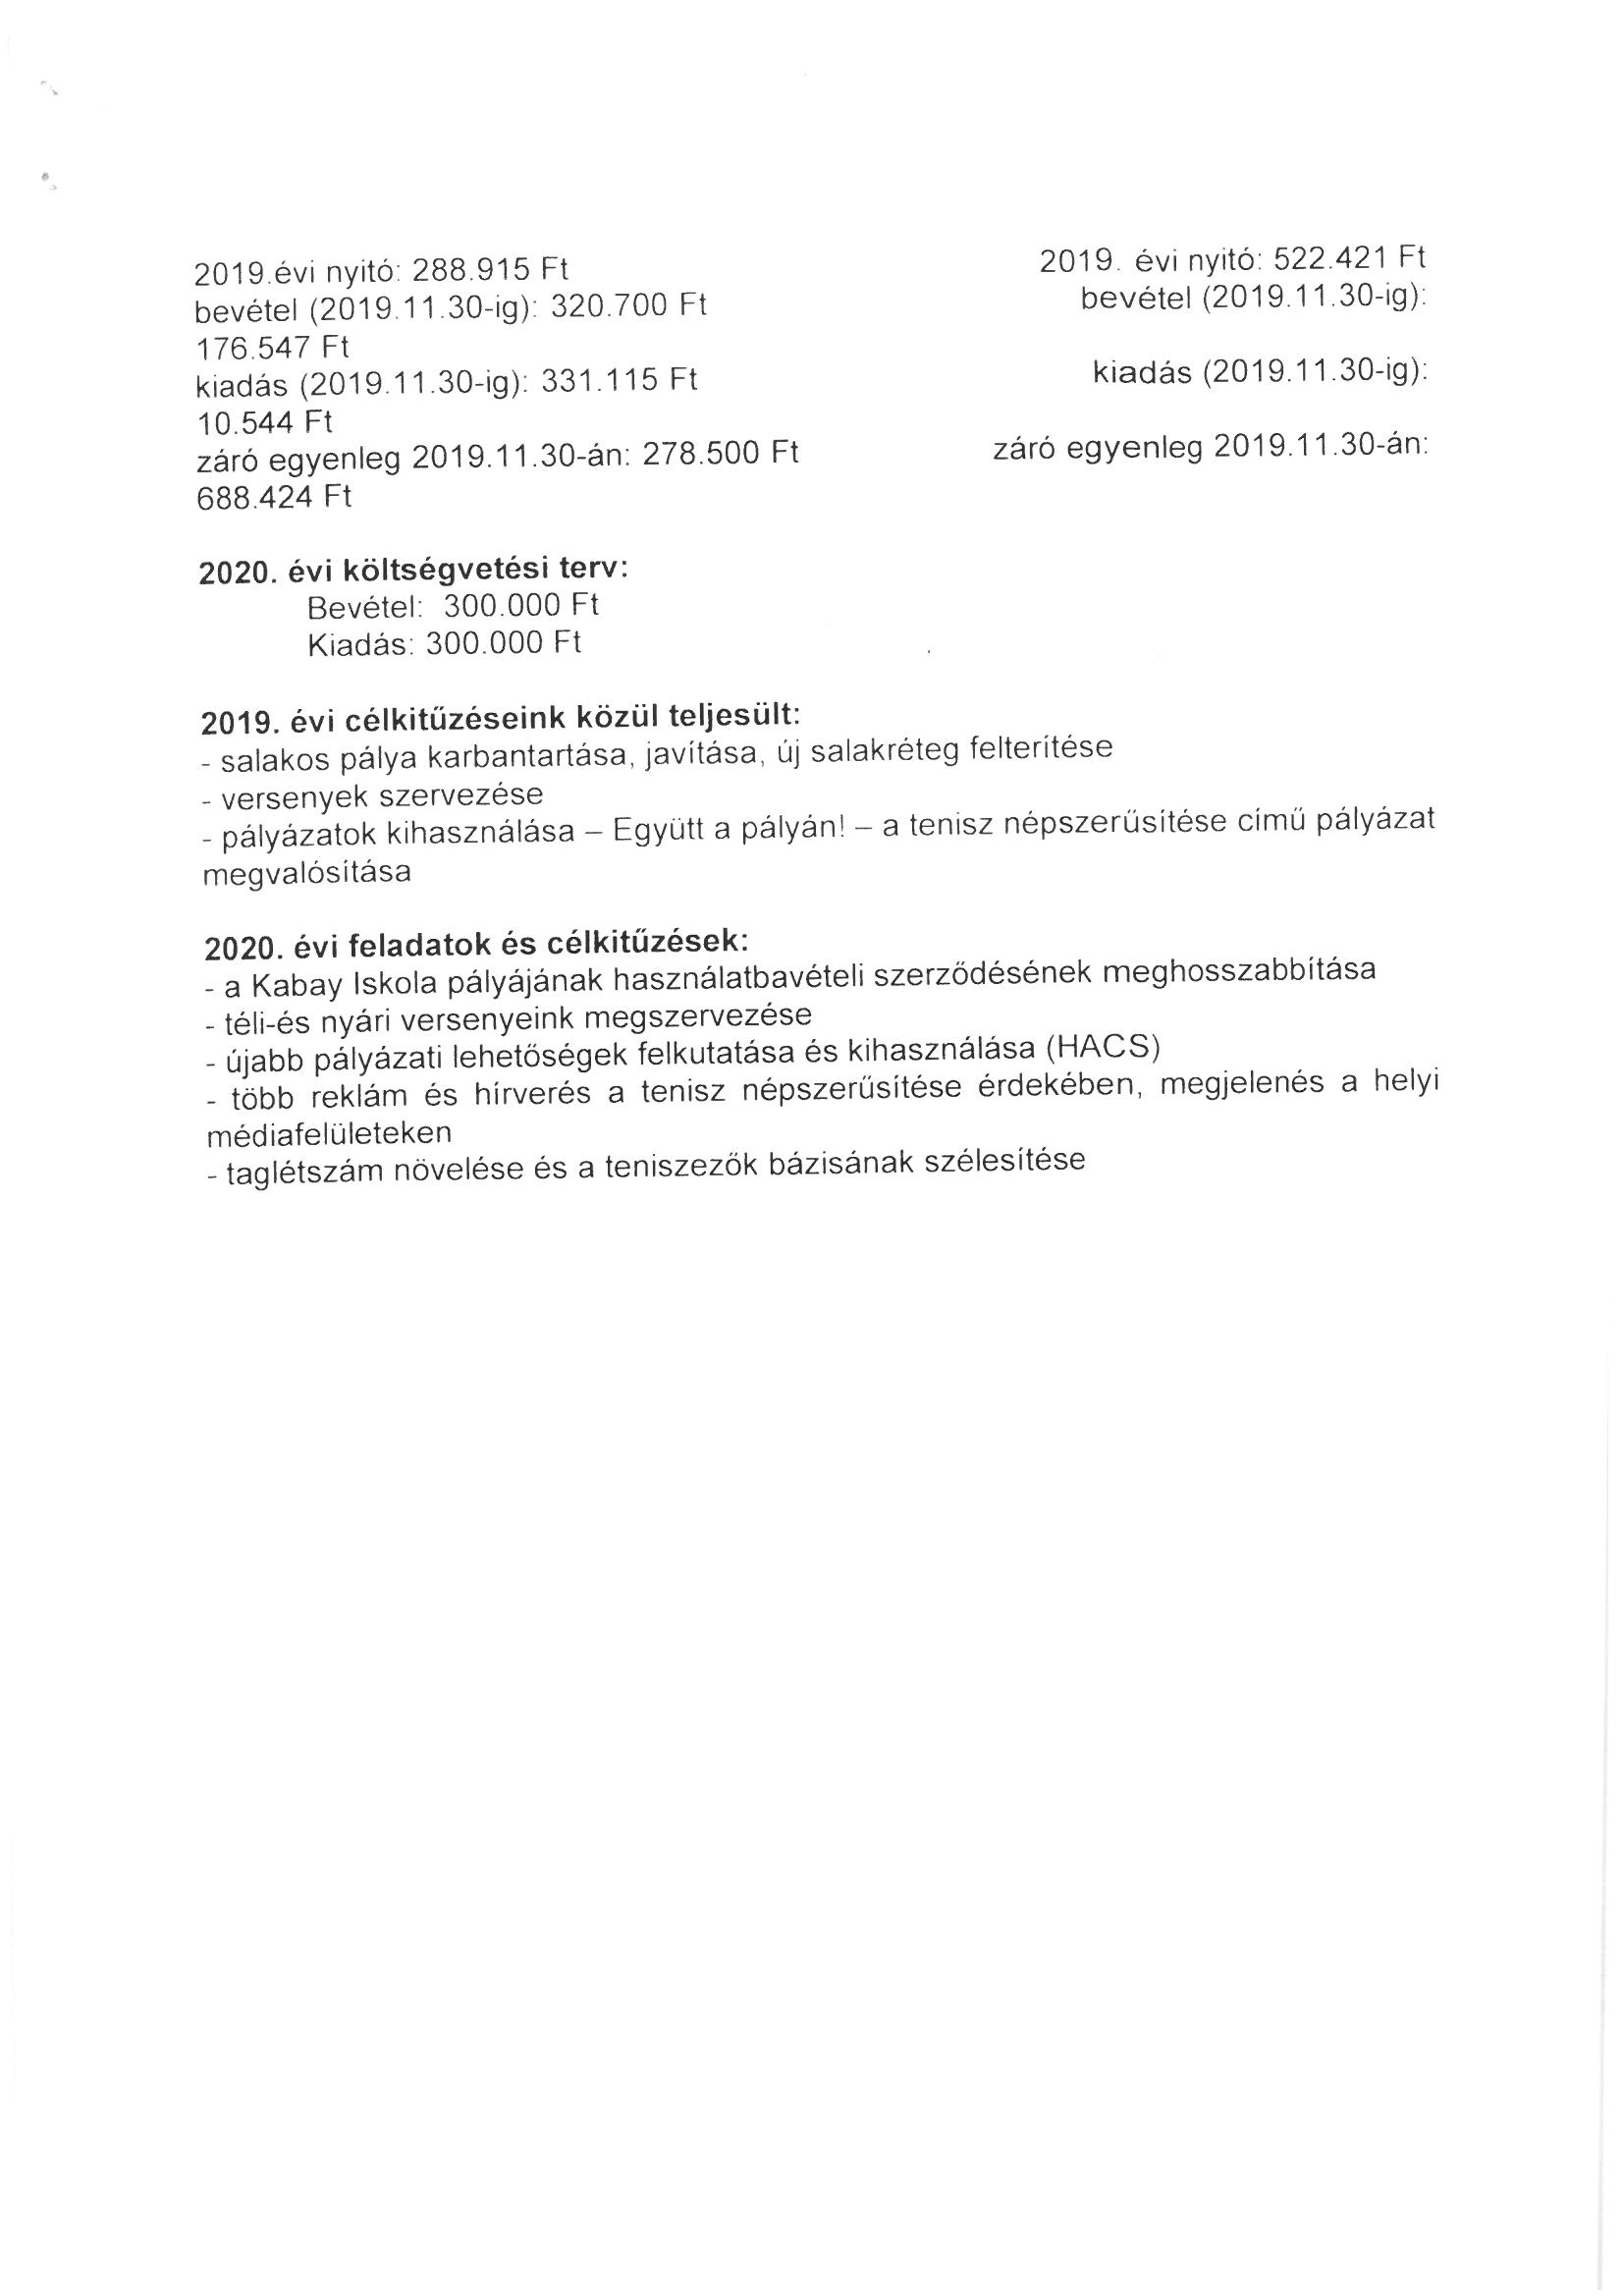 2019.évi nyitó: 288.915 Ft 2019. évi nyitó: 522.421 Ft
bevétel (2019.11.30-ig): 320.700 Ft bevétel (2019.11.30-ig):
176.547 Ft
kiadás (2019.11.30-ig): 331.115 Ft kiadás (2019.11.30-ig):
10.544 Ft
záró egyenleg 2019.11.30-án: 278.500 Ft záró egyenleg 2019.11.30-án:
688.424 Ft
2020. évi költségvetési terv:
Bevétel: 300.000 Ft
Kiadás: 300.000 Ft
2019. évi célkitűzéseink közül teljesült:
- salakos pálya karbantartása, javítása, új salakréteg felterítése
- versenyek szervezése
- pályázatok kihasználása – Együtt a pályán! – a tenisz népszerűsítése című pályázat
megvalósítása
2020. évi feladatok és célkitűzések:
- a Kabay Iskola pályájának használatbavételi szerződésének meghosszabbítása
- téli-és nyári versenyeink megszervezése
- újabb pályázati lehetőségek felkutatása és kihasználása (HACS)
- több reklám és hírverés a tenisz népszerűsítése érdekében, megjelenés a helyi
médiafelületeken
- taglétszám növelése és a teniszezők bázisának szélesítése